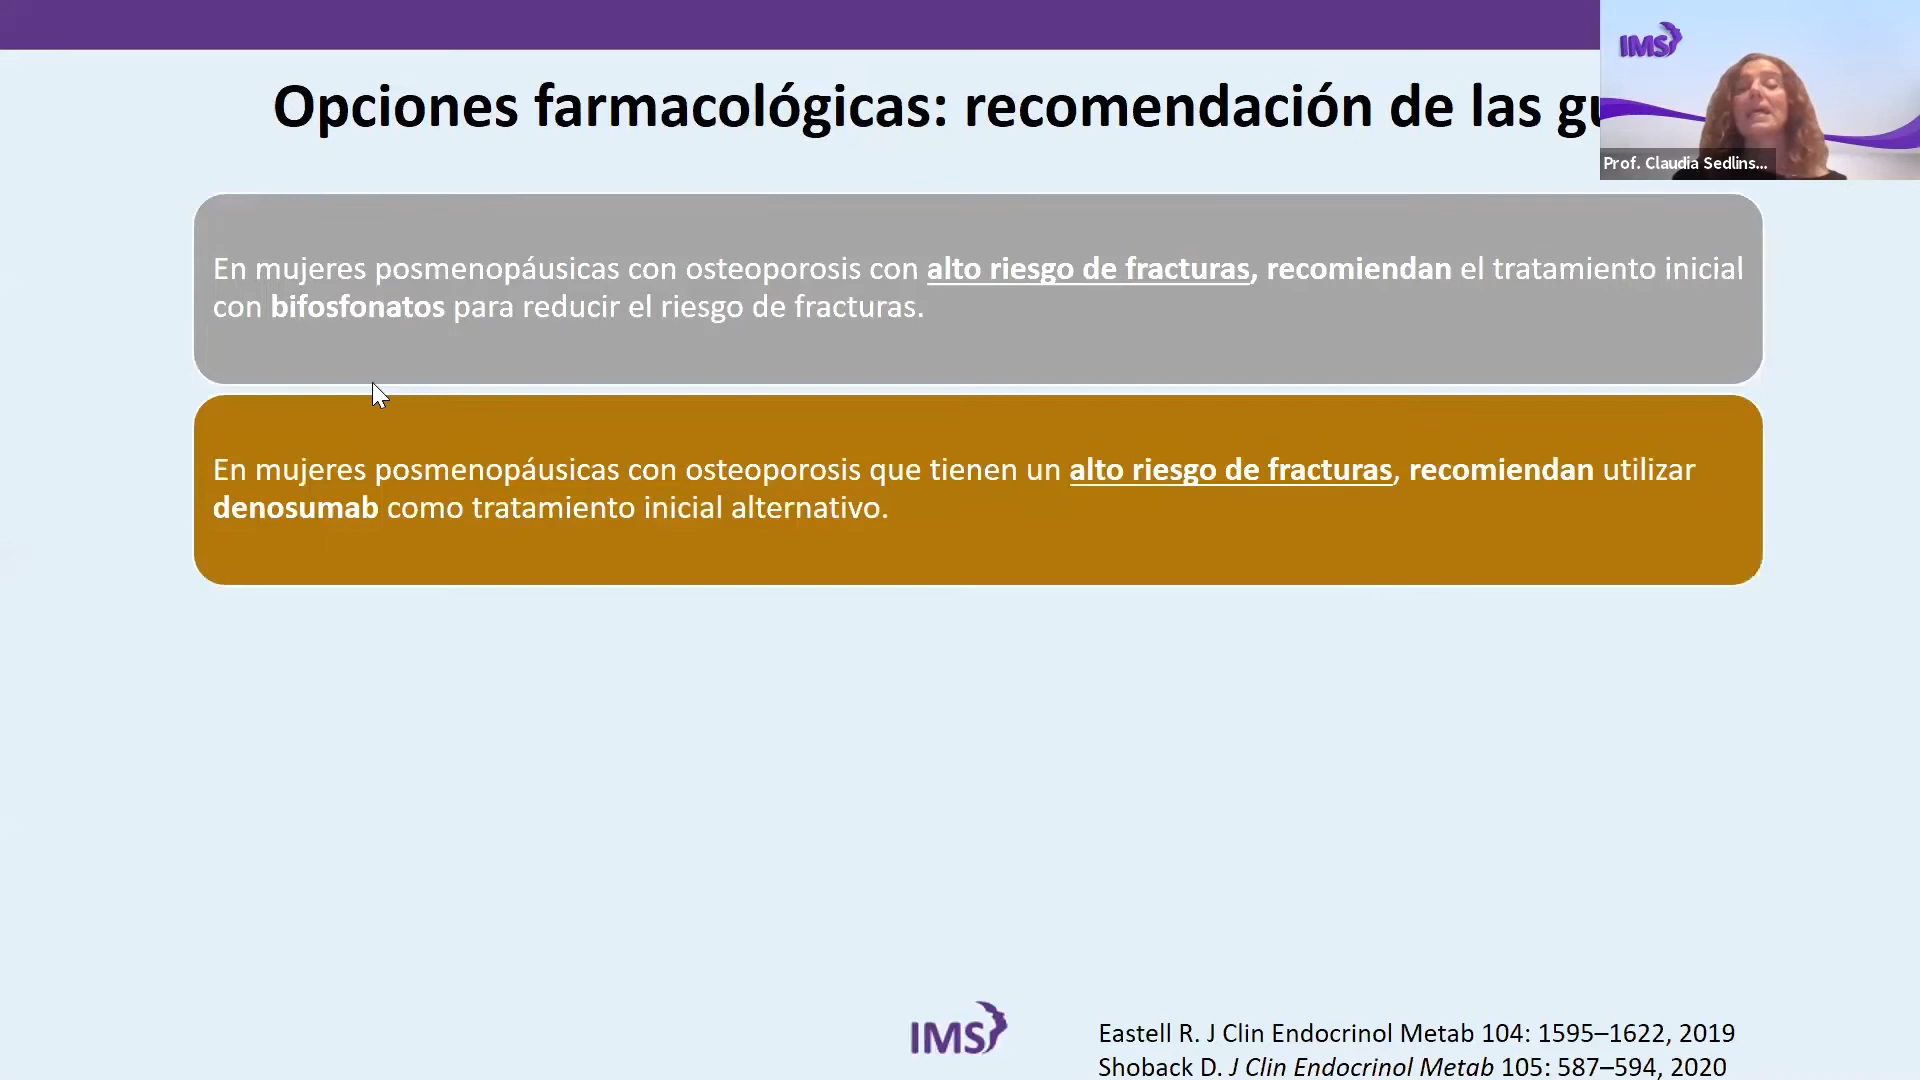 Opciones farmacológicas: recomendación de las gu
IMS
Prof. Claudia Sedlins...
En mujeres posmenopáusicas con osteoporosis con alto riesgo de fracturas, recomiendan el tratamiento inicial
con bifosfonatos para reducir el riesgo de fracturas.
En mujeres posmenopáusicas con osteoporosis que tienen un alto riesgo de fracturas, recomiendan utilizar
denosumab como tratamiento inicial alternativo.
IMS
Eastell R. J Clin Endocrinol Metab 104: 1595–1622, 2019
Shoback D. J Clin Endocrinol Metab 105: 587–594, 2020